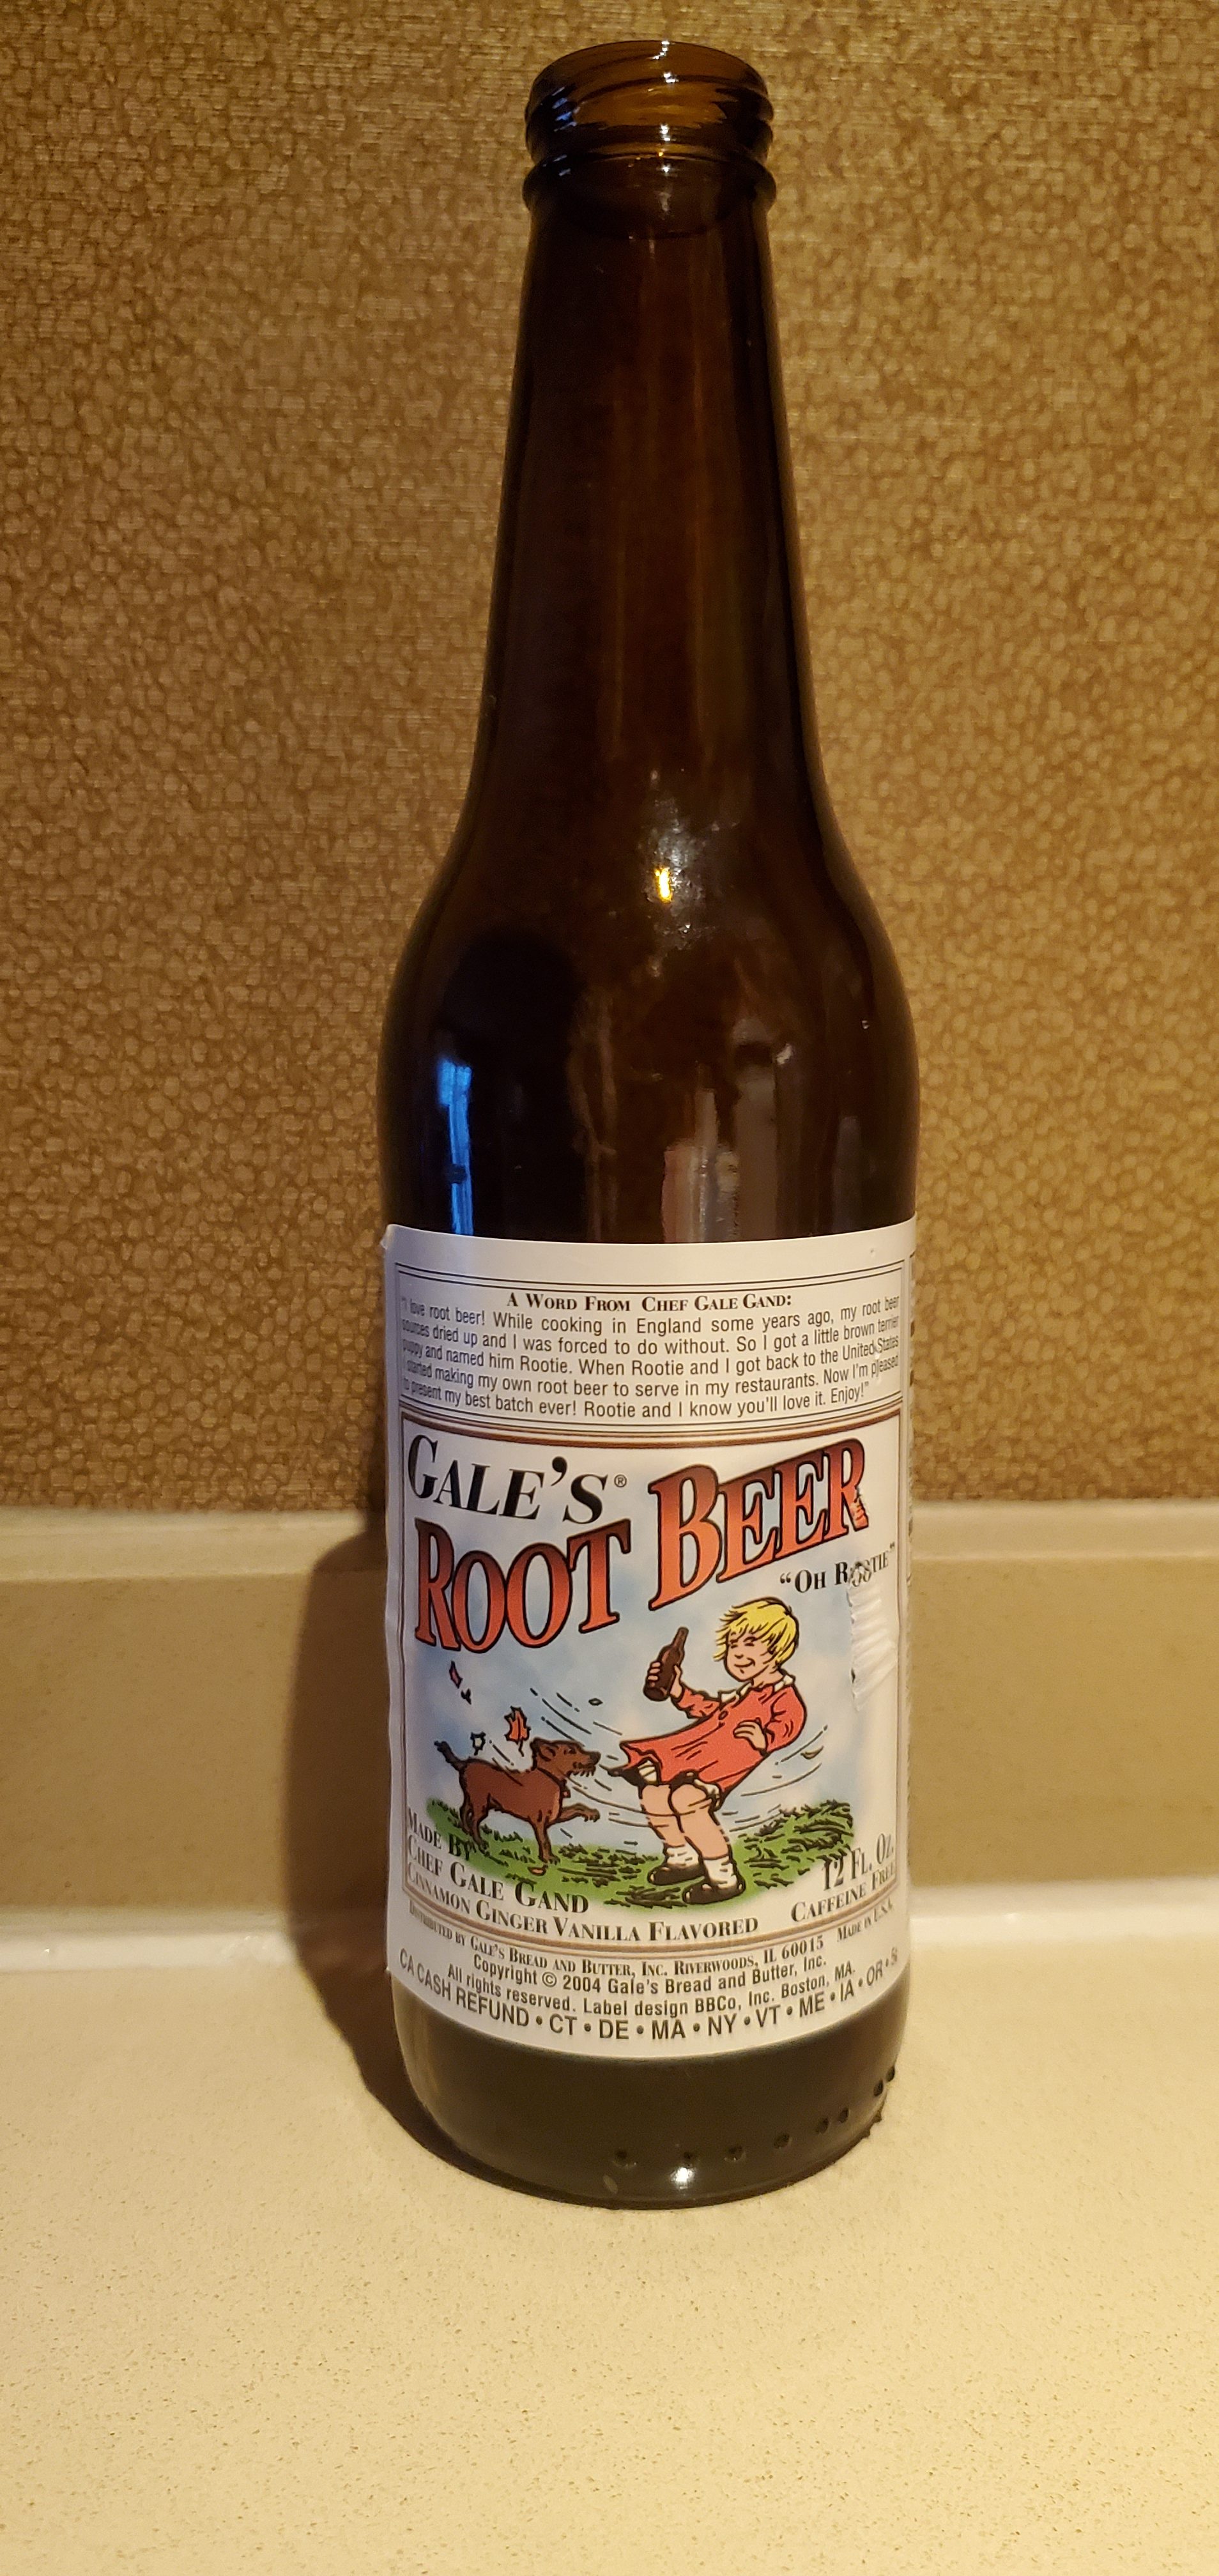 A WORD FROM CHEF GALE GAND:
"I love root beer! While cooking in England some years ago, my root beer
sources dried up and I was forced to do without. So I got a little brown terrier
puppy and named him Rootie. When Rootie and I got back to the United States
I started making my own root beer to serve in my restaurants. Now I'm pleased
to present my best batch ever! Rootie and I know you'll love it. Enjoy!"
GALE'S®
ROOT BEER
"OH ROOTIE"
MADE BY
CHEF GALE GAND
CINNAMON GINGER VANILLA FLAVORED
12 FL. OZ.
CAFFEINE FREE
DISTRIBUTED BY GALE'S BREAD AND BUTTER, INC. RIVERWOODS, IL 60015 MADE IN U.S.A.
Copyright © 2004 Gale's Bread and Butter, Inc.
All rights reserved. Label design BBCo, Inc. Boston, MA.
CA CASH REFUND • CT • DE • MA • NY • VT • ME • IA • OR • 5¢